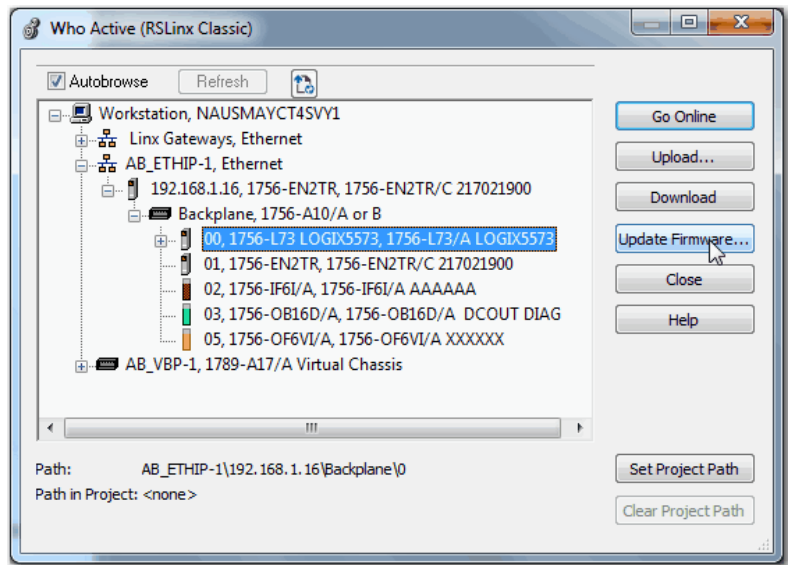 Who Active (RSLinx Classic)
Autobrowse Refresh
Workstation, NAUSMAYCT4SVY1
Linx Gateways, Ethernet
AB_ETHIP-1, Ethernet
192.168.1.16, 1756-EN2TR, 1756-EN2TR/C 217021900
Backplane, 1756-A10/A or B
00, 1756-L73 LOGIX5573, 1756-L73/A LOGIX5573
01, 1756-EN2TR, 1756-EN2TR/C 217021900
02, 1756-IF6I/A, 1756-IF6I/A AAAAAA
03, 1756-OB16D/A, 1756-OB16D/A DCOUT DIAG
05, 1756-OF6VI/A, 1756-OF6VI/A XXXXXX
AB_VBP-1, 1789-A17/A Virtual Chassis
Go Online
Upload...
Download
Update Firmware...
Close
Help
Path: AB_ETHIP-1\192.168.1.16\Backplane\0
Path in Project: <none>
Set Project Path
Clear Project Path